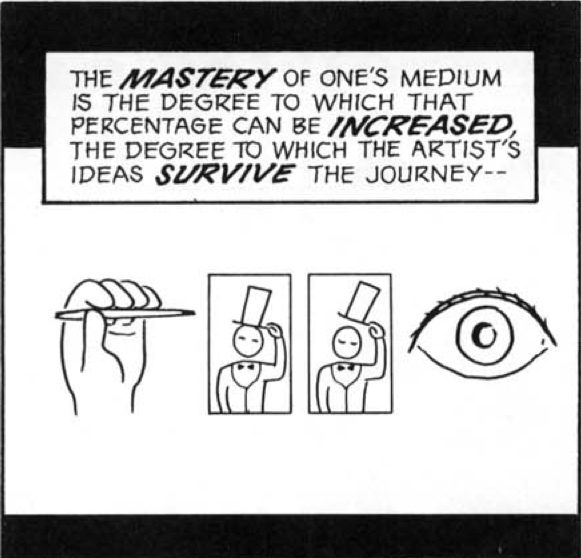 THE MASTERY OF ONE'S MEDIUM
IS THE DEGREE TO WHICH THAT
PERCENTAGE CAN BE INCREASED,
THE DEGREE TO WHICH THE ARTIST'S
IDEAS SURVIVE THE JOURNEY--